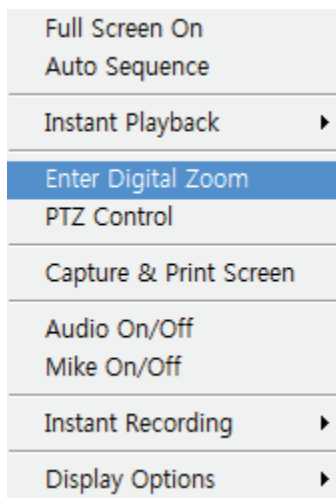 Full Screen On
Auto Sequence
Instant Playback
Enter Digital Zoom
PTZ Control
Capture & Print Screen
Audio On/Off
Mike On/Off
Instant Recording
Display Options